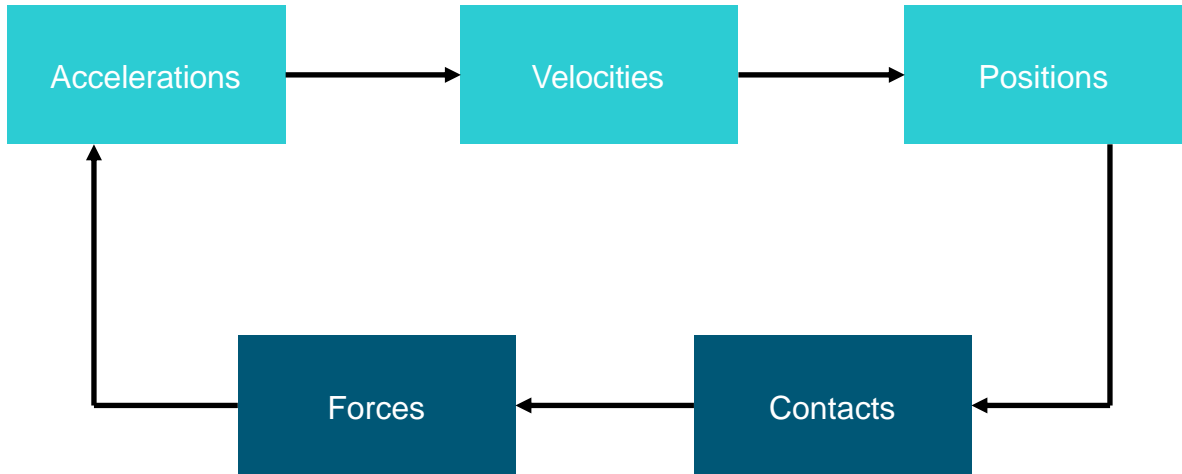 Accelerations
Velocities
Positions
Forces
Contacts